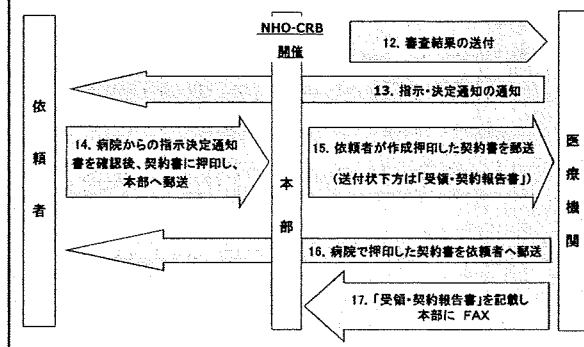 NHO-CRB
開催
12. 審査結果の送付
13. 指示・決定通知の通知
依頼者
14. 病院からの指示決定通知
書を確認後、契約書に押印し、
本部へ郵送
本部
15. 依頼者が作成押印した契約書を郵送
(送付状下方は「受領・契約報告書」)
医療機関
16. 病院で押印した契約書を依頼者へ郵送
17. 「受領・契約報告書」を記載し
本部に FAX